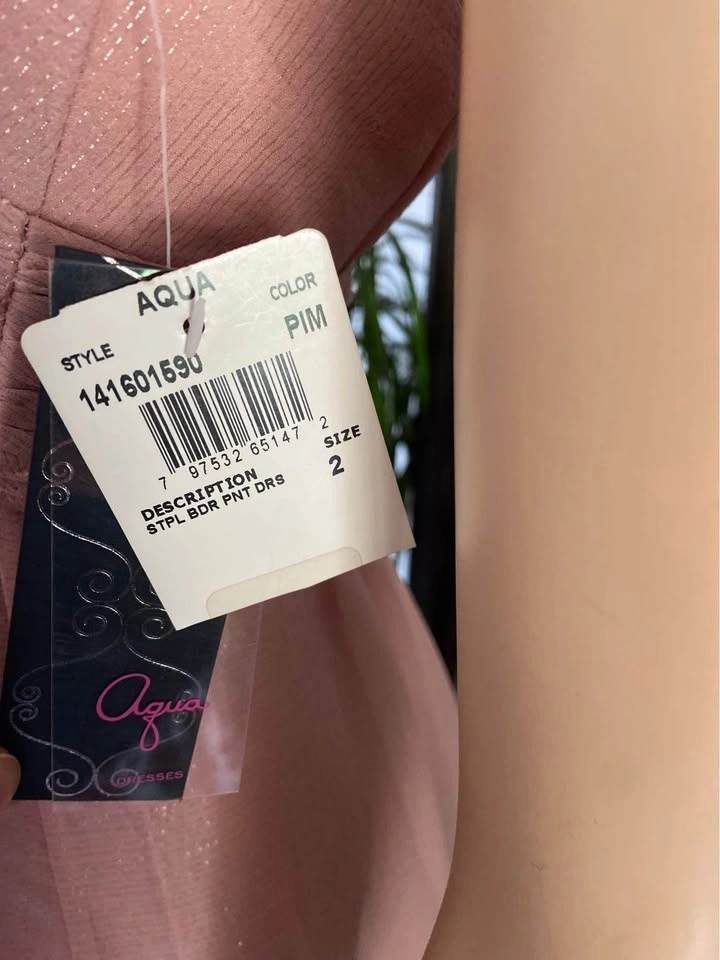 AQUA
COLOR
PIM
STYLE
141601590
7 97532 65147 2
SIZE
2
DESCRIPTION
STPL BDR PNT DRS
Aqua
DRESSES